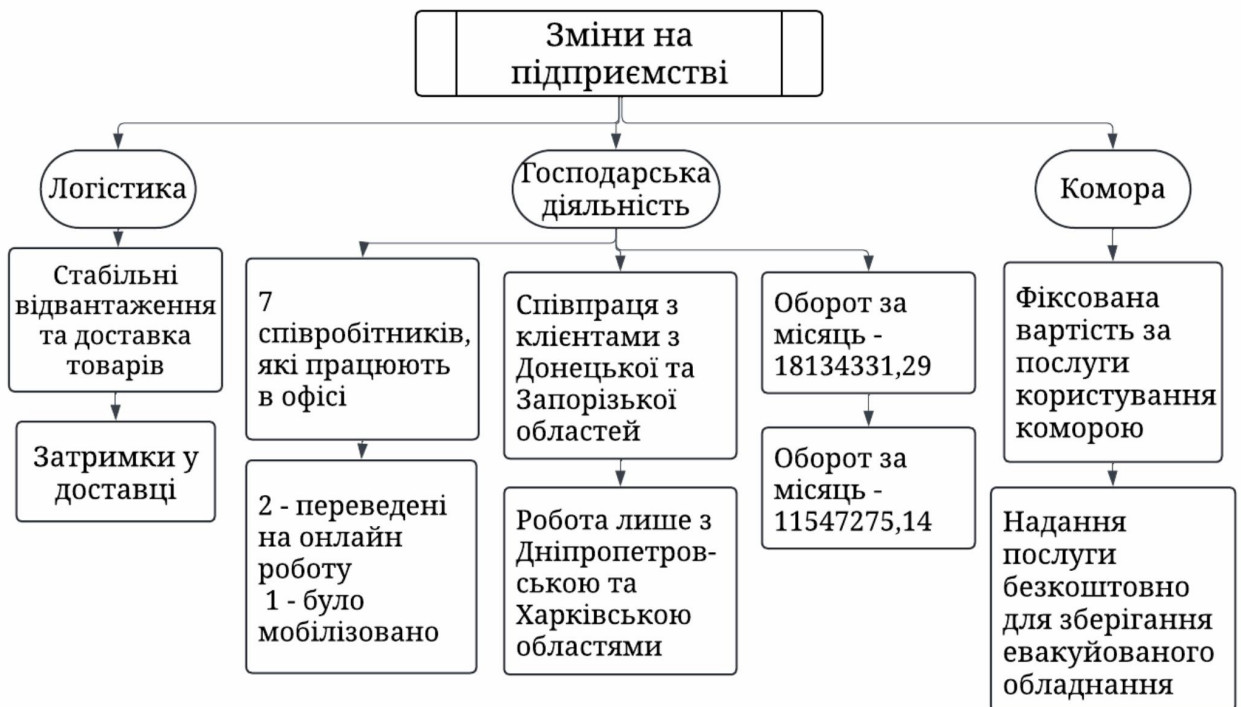 Зміни на
підприємстві
Логістика
Господарська
діяльність
Комора
Стабільні
відвантаження
та доставка
товарів
Затримки у
доставці
7
співробітників,
які працюють
в офісі
2 - переведені
на онлайн
роботу
1 - було
мобілізовано
Співпраця з
клієнтами з
Донецької та
Запорізької
областей
Робота лише з
Дніпропетров-
ською та
Харківською
областями
Оборот за
місяць -
18134331,29
Оборот за
місяць -
11547275,14
Фіксована
вартість за
послуги
користування
коморою
Надання
послуги
безкоштовно
для зберігання
евакуйованого
обладнання